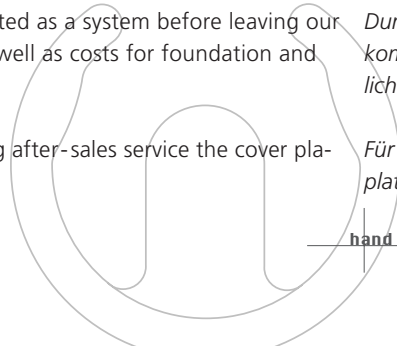 ted as a system before leaving our
well as costs for foundation and
g after-sales service the cover pla-
Dur
kon
lich
Für
plat
hand